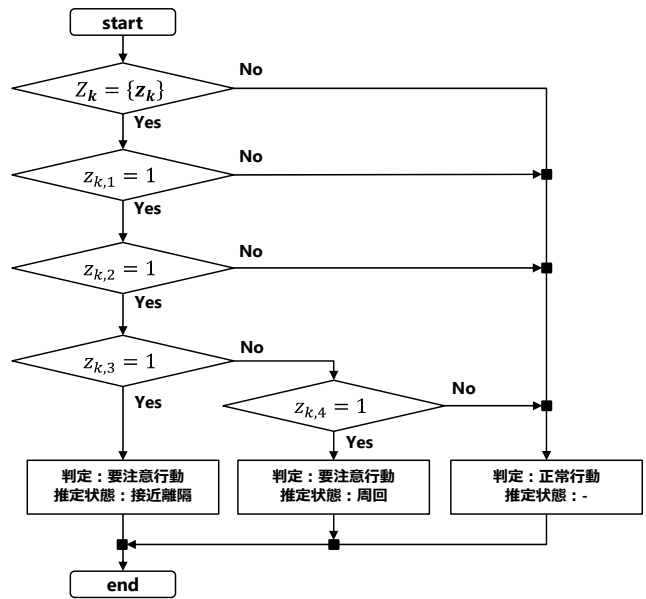 start
No
Z_k = {z_k}
Yes
No
z_{k,1} = 1
Yes
No
z_{k,2} = 1
Yes
No
z_{k,3} = 1
Yes
No
z_{k,4} = 1
Yes
判定：要注意行動
推定状態：接近離隔
判定：要注意行動
推定状態：周回
判定：正常行動
推定状態：-
end